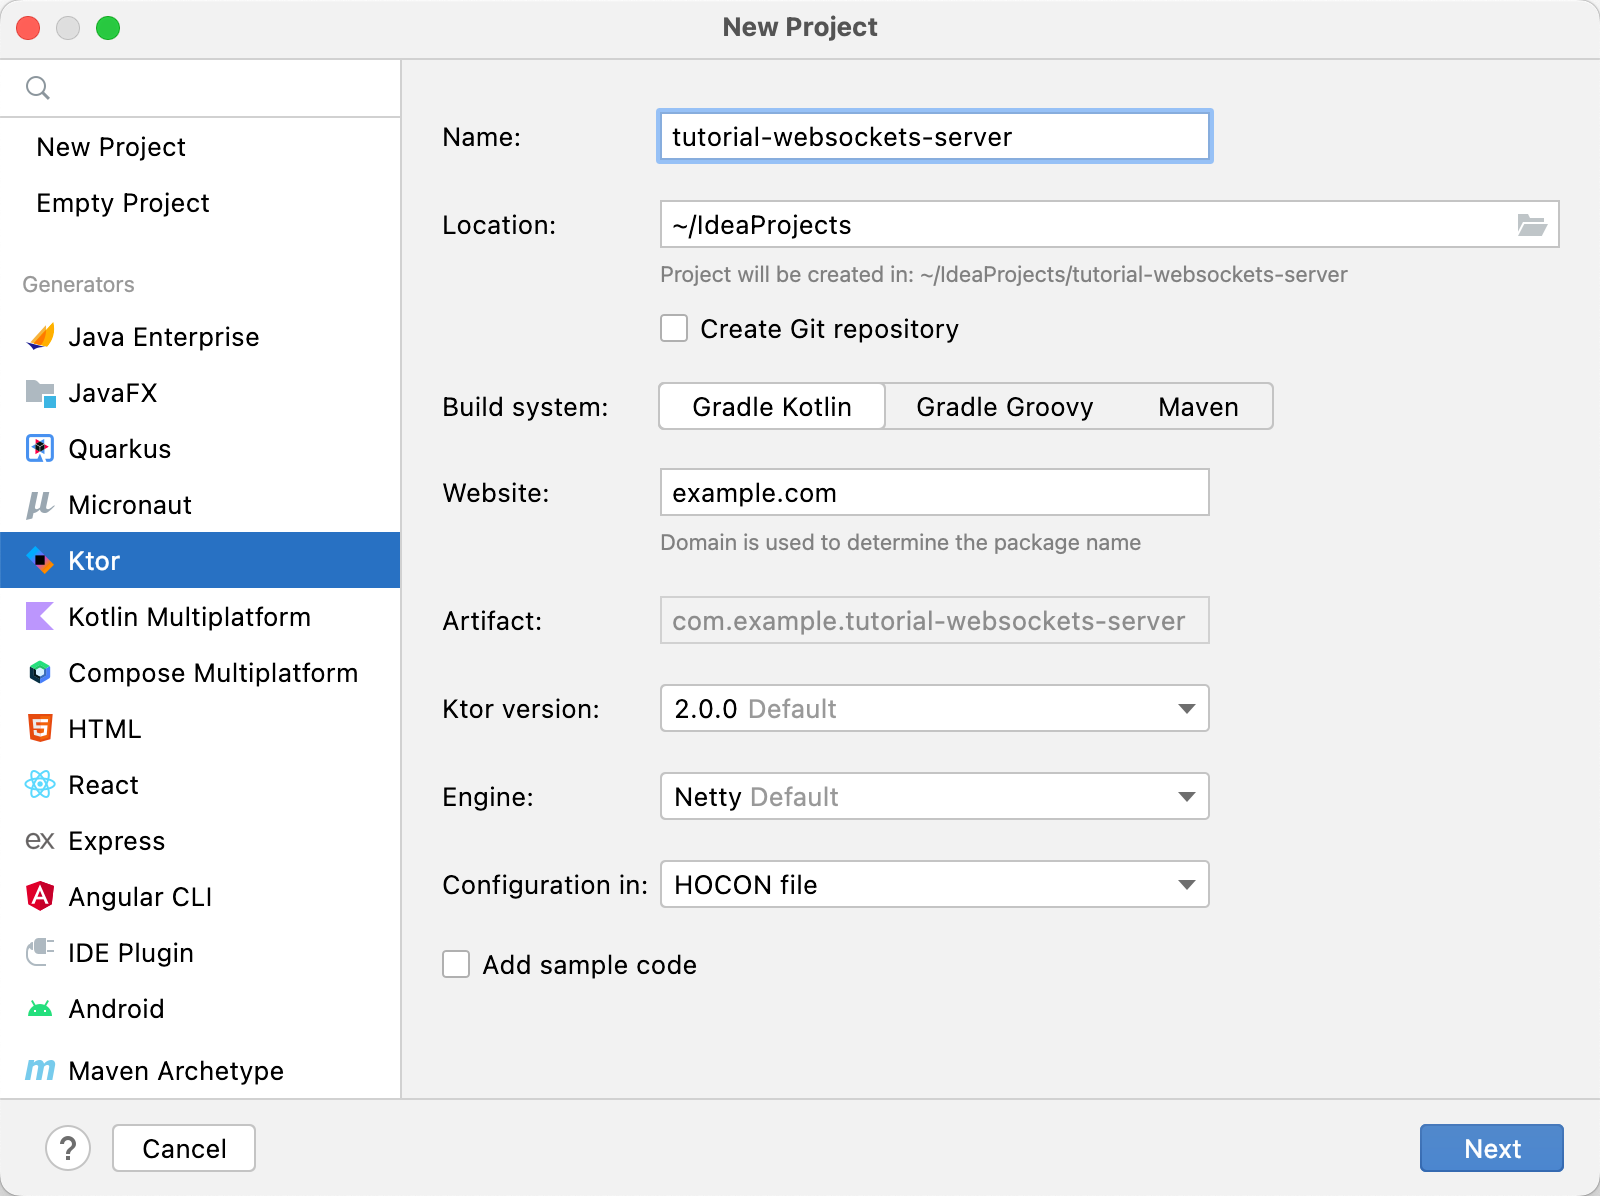 New Project
New Project
Empty Project
Generators
Java Enterprise
JavaFX
Quarkus
µ Micronaut
Ktor
Kotlin Multiplatform
Compose Multiplatform
5 HTML
React
ex Express
A Angular CLI
IDE Plugin
Android
m Maven Archetype
Name: tutorial-websockets-server
Location: ~/IdeaProjects
Project will be created in: ~/IdeaProjects/tutorial-websockets-server
Create Git repository
Build system: Gradle Kotlin Gradle Groovy Maven
Website: example.com
Domain is used to determine the package name
Artifact: com.example.tutorial-websockets-server
Ktor version: 2.0.0 Default
Engine: Netty Default
Configuration in: HOCON file
Add sample code
? Cancel Next